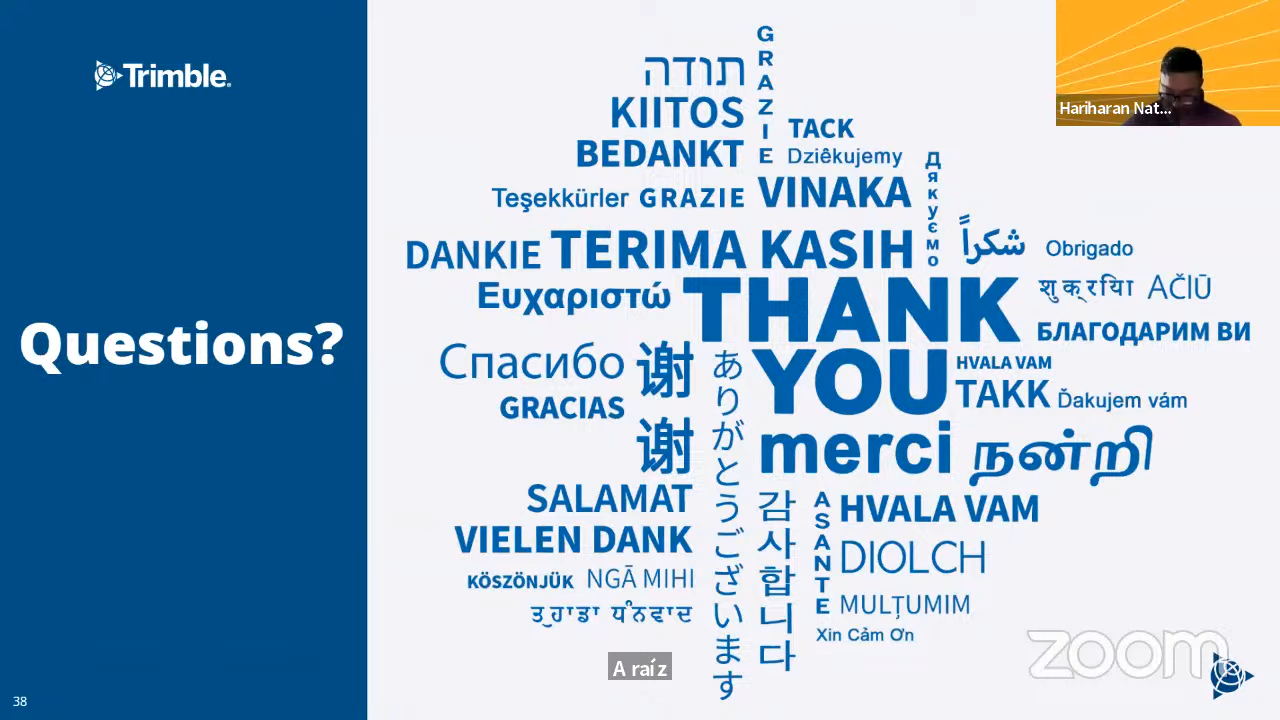 Trimble
Questions?
38
G
R
A
Z
I
E
תודה
KIITOS
TACK
BEDANKT
Dziêkujemy
Teşekkürler
GRAZIE
VINAKA
Дякуємо
DANKIE
TERIMA KASIH
شكراً
Obrigado
Ευχαριστώ
THANK
शुक्रिया
AČIŪ
БЛАГОДАРИМ ВИ
Спасибо
谢
谢
ありがとうございます
YOU
HVALA VAM
GRACIAS
TAKK
Ďakujem vám
merci
நன்றி
SALAMAT
감사합니다
ASANTE
HVALA VAM
VIELEN DANK
DIOLCH
KÖSZÖNJÜK
NGĀ MIHI
MULȚUMIM
ਤੁਹਾਡਾ ਧੰਨਵਾਦ
Xin Cảm Ơn
A raíz
zoom
Hariharan Nat...